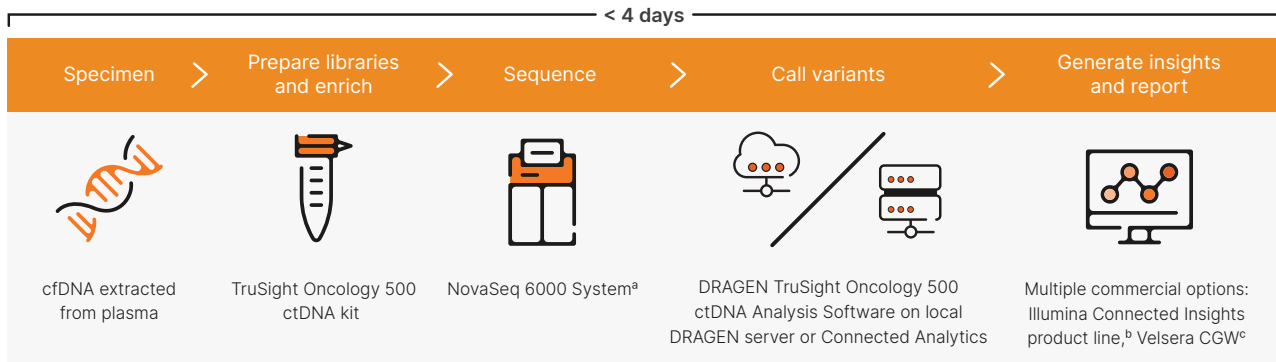 < 4 days
Specimen
Prepare libraries
and enrich
Sequence
Call variants
Generate insights
and report
cfDNA extracted
from plasma
TruSight Oncology 500
ctDNA kit
NovaSeq 6000 Systemᵃ
DRAGEN TruSight Oncology 500
ctDNA Analysis Software on local
DRAGEN server or Connected Analytics
Multiple commercial options:
Illumina Connected Insights
product line,ᵇ Velsera CGWᶜ